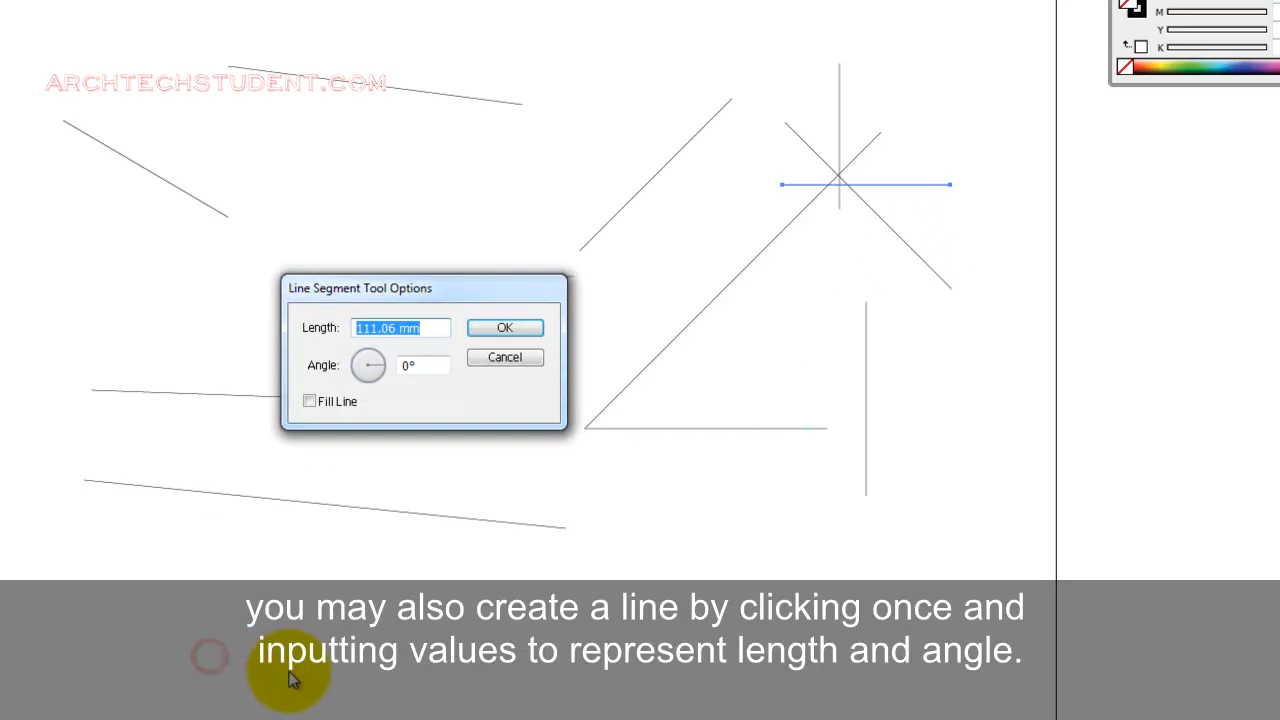 M
Y
K
ARCHTECHSTUDENT.COM
Line Segment Tool Options
Length: 111.06 mm OK
Angle: 0° Cancel
Fill Line
you may also create a line by clicking once and
inputting values to represent length and angle.